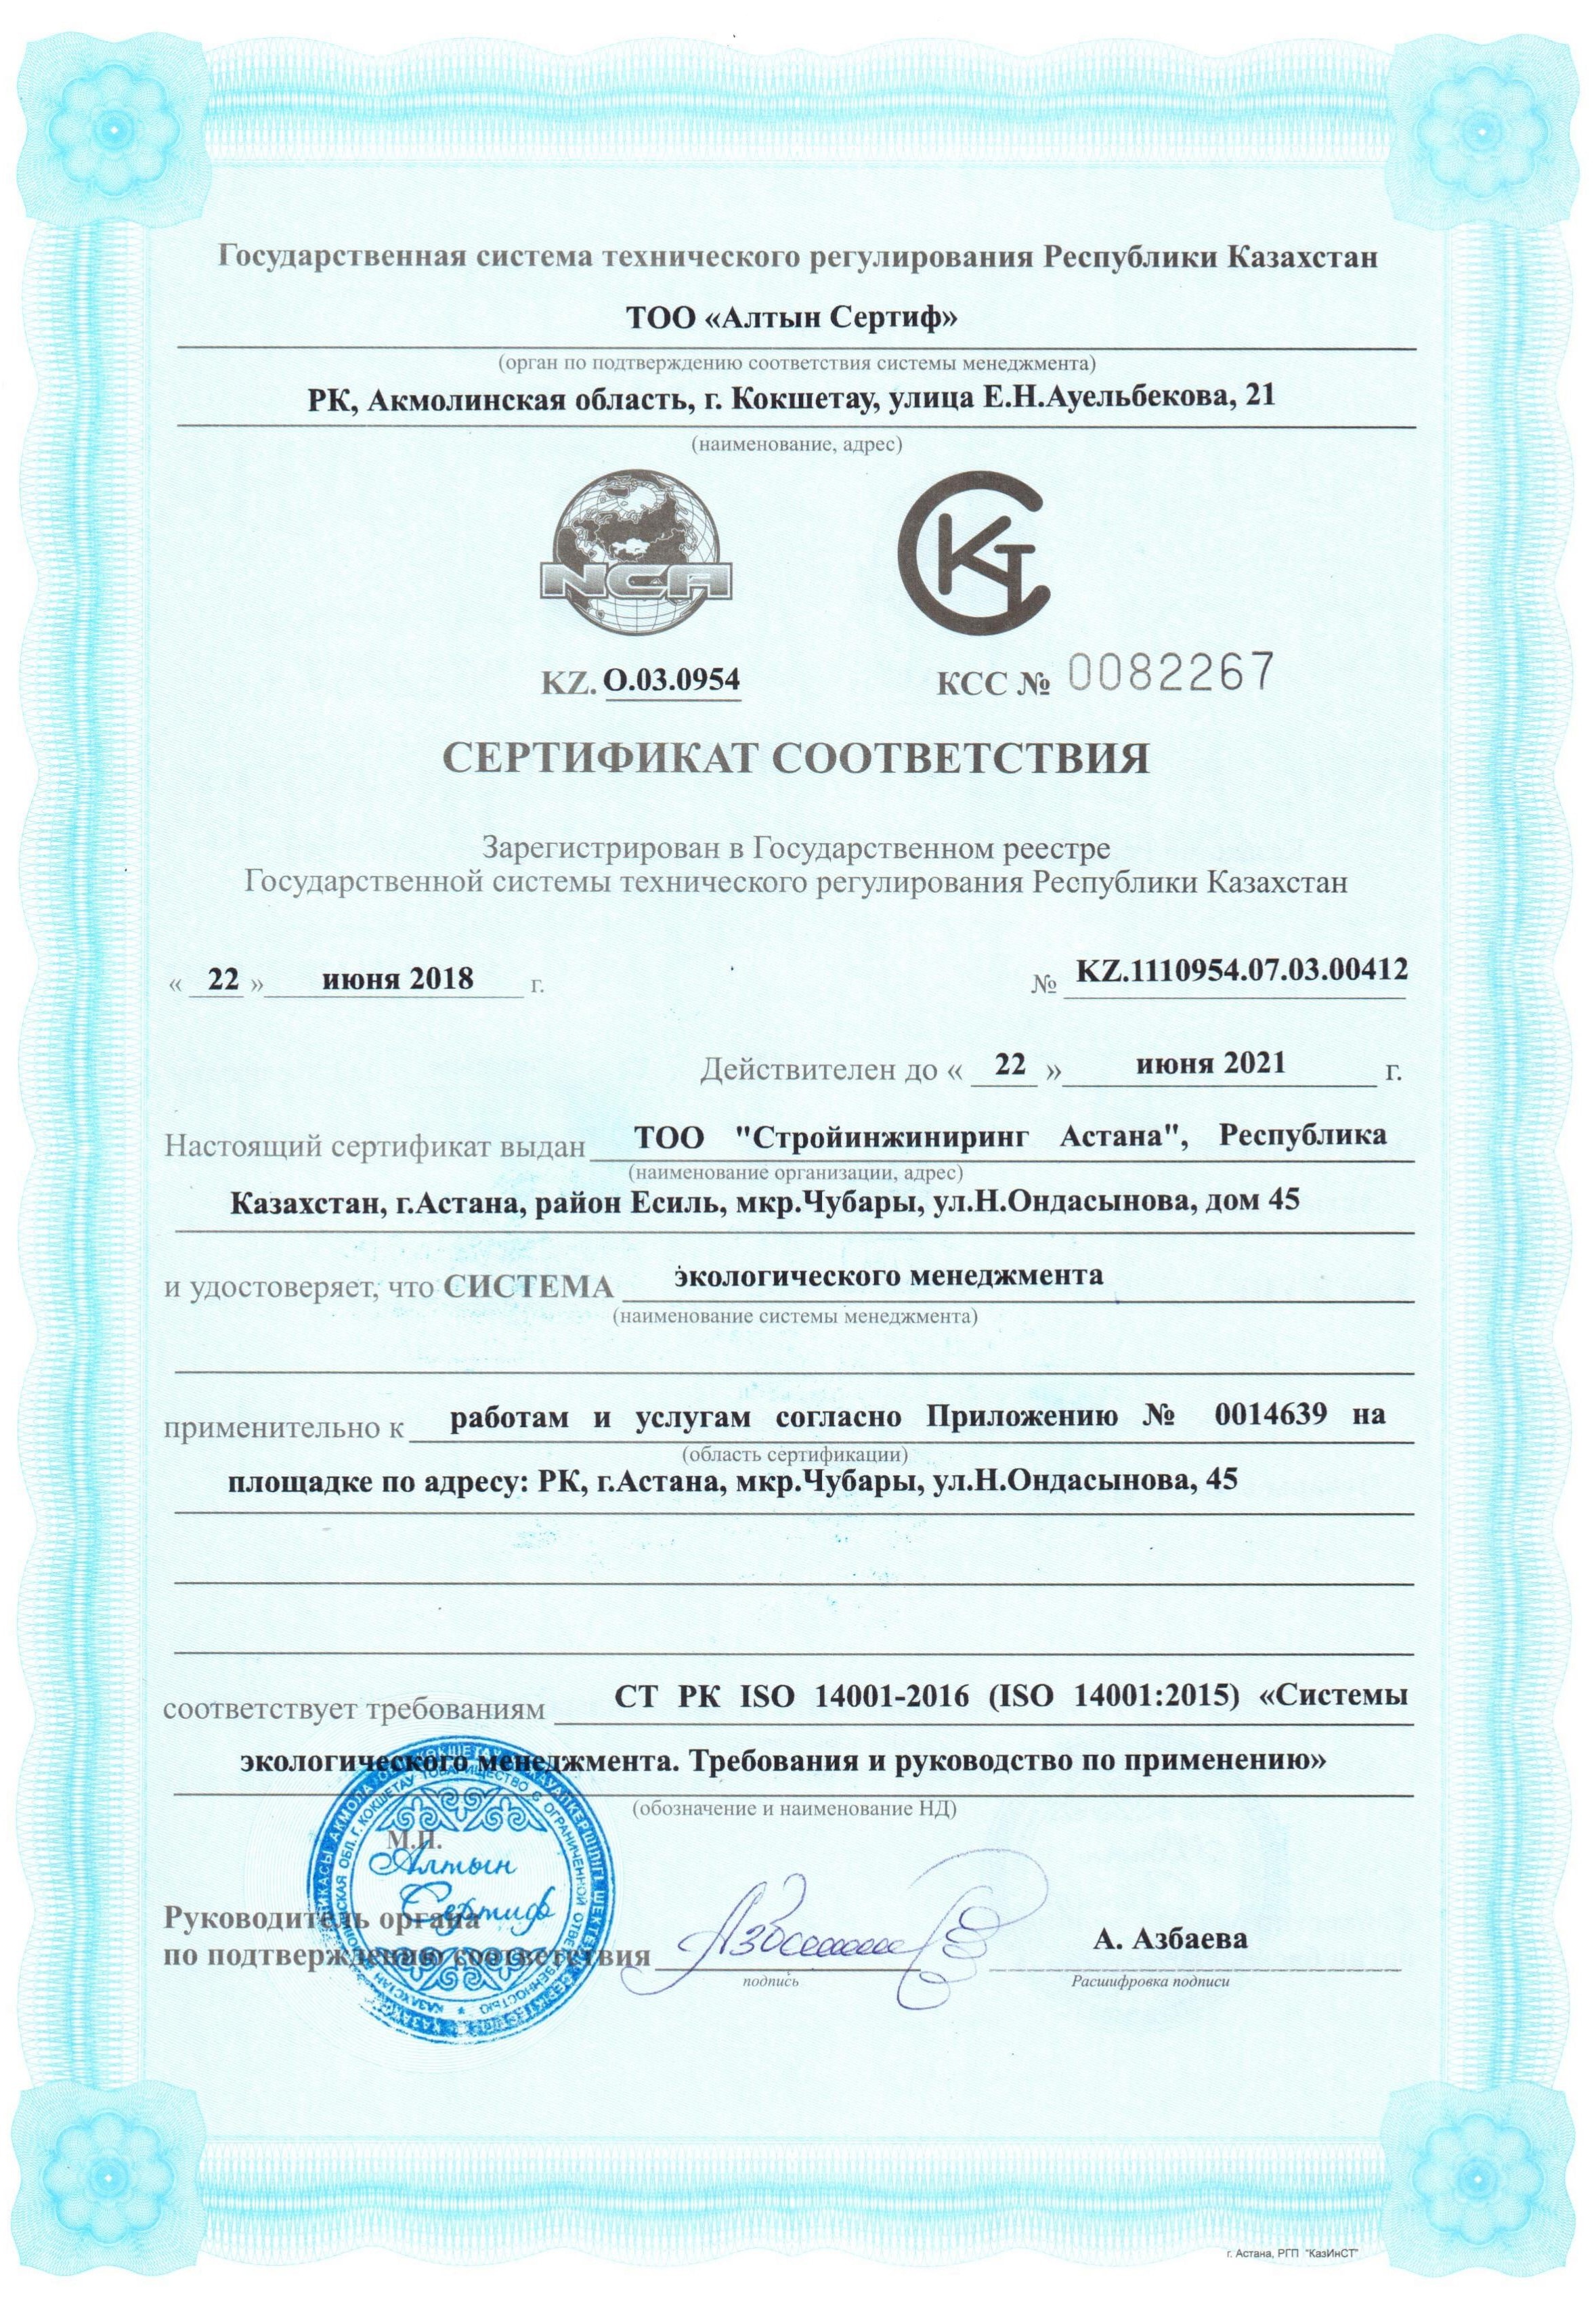 Государственная система технического регулирования Республики Казахстан
ТОО «Алтын Сертиф»
(орган по подтверждению соответствия системы менеджмента)
РК, Акмолинская область, г. Кокшетау, улица Е.Н.Ауельбекова, 21
(наименование, адрес)
NCA
КТ
KZ. О.03.0954
КСС № 0082267
СЕРТИФИКАТ СООТВЕТСТВИЯ
Зарегистрирован в Государственном реестре
Государственной системы технического регулирования Республики Казахстан
« 22 » июня 2018 г.
№ KZ.1110954.07.03.00412
Действителен до « 22 » июня 2021 г.
Настоящий сертификат выдан ТОО "Стройинжиниринг Астана", Республика
(наименование организации, адрес)
Казахстан, г.Астана, район Есиль, мкр.Чубары, ул.Н.Ондасынова, дом 45
и удостоверяет, что СИСТЕМА экологического менеджмента
(наименование системы менеджмента)
применительно к работам и услугам согласно Приложению № 0014639 на
(область сертификации)
площадке по адресу: РК, г.Астана, мкр.Чубары, ул.Н.Ондасынова, 45
соответствует требованиям СТ РК ISO 14001-2016 (ISO 14001:2015) «Системы
экологического менеджмента. Требования и руководство по применению»
(обозначение и наименование НД)
М.П.
Алтын
Сертиф
Руководитель органа
по подтверждению соответствия
подпись
А. Азбаева
Расшифровка подписи
г. Астана, РГП "КазИнСТ"